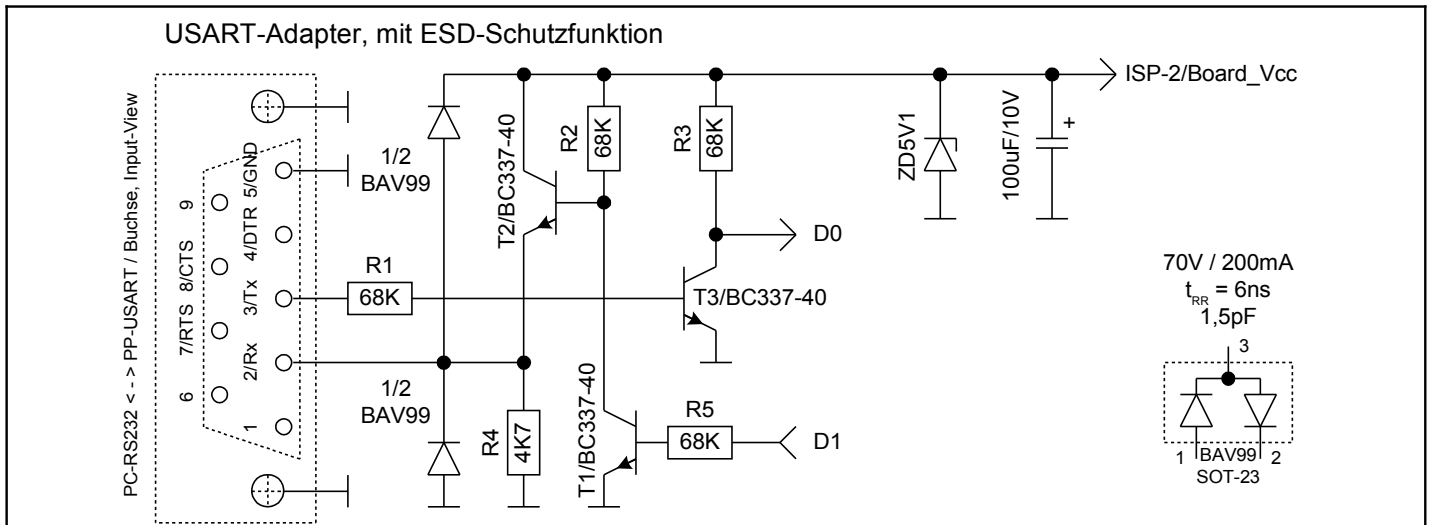 USART-Adapter, mit ESD-Schutzfunktion
PC-RS232 < - > PP-USART / Buchse, Input-View
9
8/CTS
7/RTS
6
5/GND
4/DTR
3/Tx
2/Rx
1
1/2
BAV99
R1
68K
1/2
BAV99
T2/BC337-40
R2
68K
R3
68K
R4
4K7
T1/BC337-40
R5
68K
D1
D0
T3/BC337-40
ZD5V1
100uF/10V
+
ISP-2/Board_Vcc
70V / 200mA
tRR = 6ns
1,5pF
3
1 BAV99 2
SOT-23